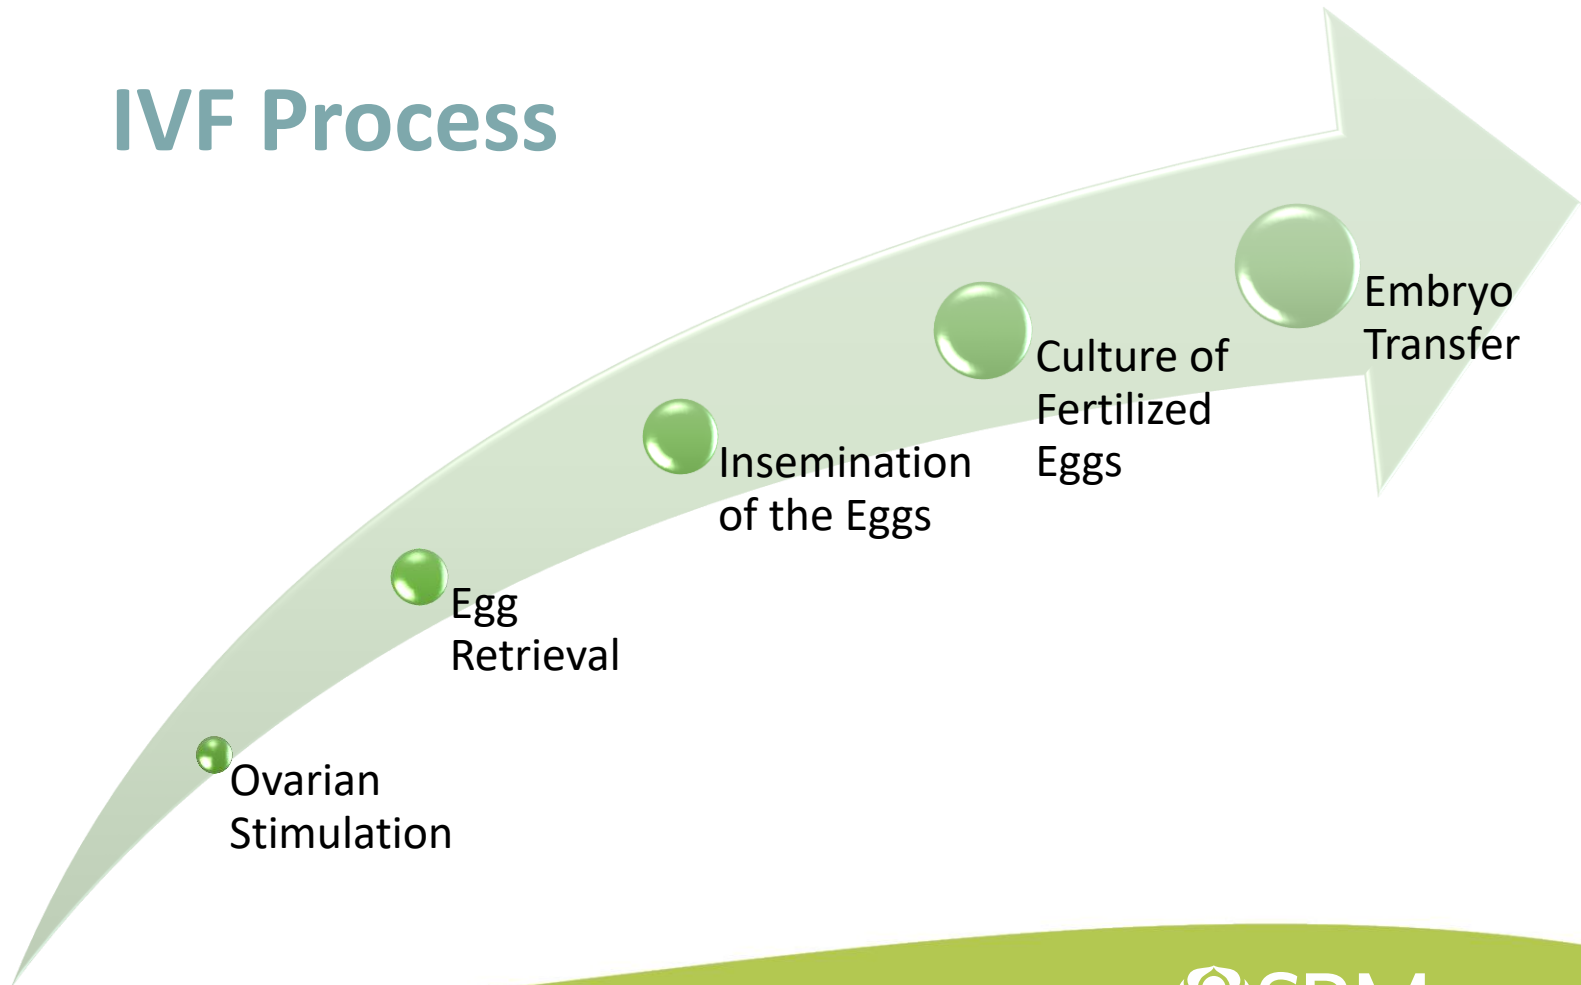 IVF Process
Embryo
Transfer
Culture of
Fertilized
Eggs
Insemination
of the Eggs
Egg
Retrieval
Ovarian
Stimulation